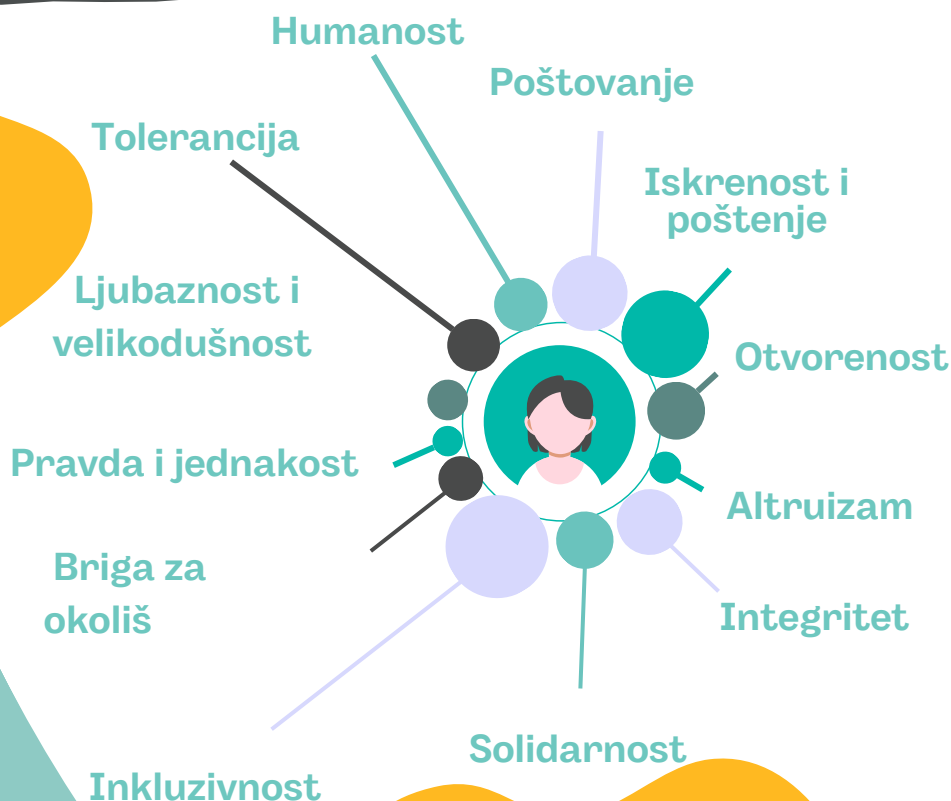 Humanost
Poštovanje
Tolerancija
Iskrenost i
poštenje
Ljubaznost i
velikodušnost
Otvorenost
Pravda i jednakost
Altruizam
Briga za
okoliš
Integritet
Solidarnost
Inkluzivnost